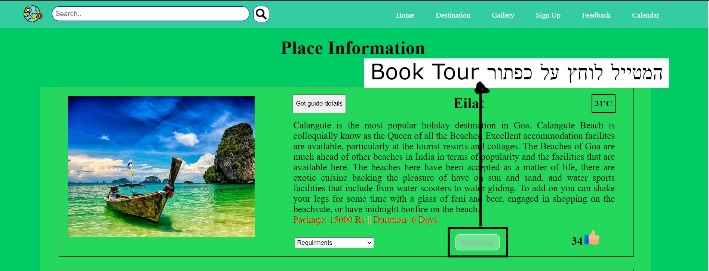 Search...
Home Destination Gallery Sign Up Feedback Calendar
Place Information
המטייל לוחץ על כפתור Book Tour
Got guide details
Eilat
31°C
Calangute is the most popular holiday destination in Goa. Calangute Beach is
colloquially know as the Queen of all the Beaches. Excellent accommodation facilites
are available, particularly at the tourist resorts and cottages. The Beaches of Goa are
much ahead of other beaches in India in terms of popularity and the facilities that are
available here. The beaches here have been accepted as a matter of life, there are
exotic cuisine backing the pleasure of have on sun and sand, and water sports
facilities that include from water scooters to water gliding. To add on you can shake
your legs for some time with a glass of feni and beer, engaged in shopping on the
beachside, or have midnight bonfire on the beach.
Package: 15000 Rs | Duration: 6 Days
Requirments
Book Tour
34